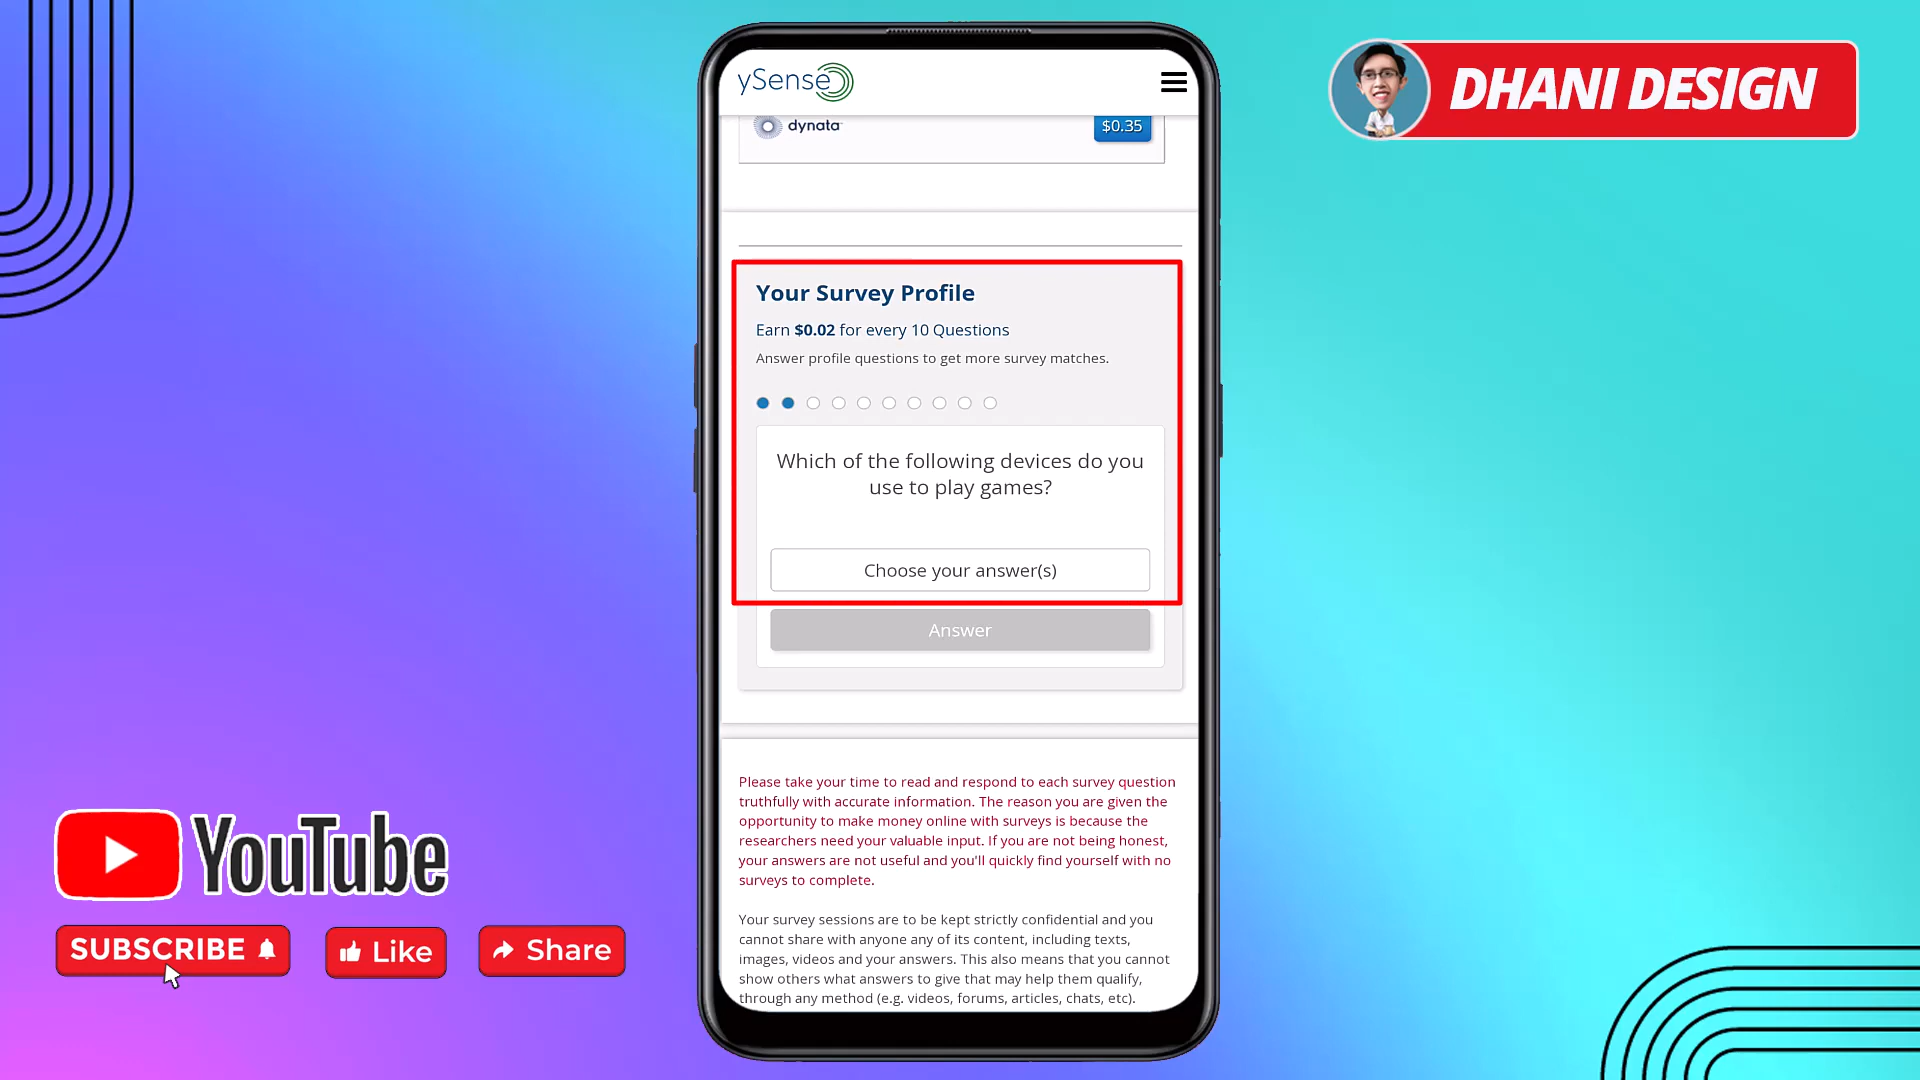 ySense
dynata
$0.35
Your Survey Profile
Earn $0.02 for every 10 Questions
Answer profile questions to get more survey matches.
Which of the following devices do you
use to play games?
Choose your answer(s)
Answer
Please take your time to read and respond to each survey question
truthfully with accurate information. The reason you are given the
opportunity to make money online with surveys is because the
researchers need your valuable input. If you are not being honest,
your answers are not useful and you'll quickly find yourself with no
surveys to complete.
Your survey sessions are to be kept strictly confidential and you
cannot share with anyone any of its content, including texts,
images, videos and your answers. This also means that you cannot
show others what answers to give that may help them qualify,
through any method (e.g. videos, forums, articles, chats, etc).
DHANI DESIGN
YouTube
SUBSCRIBE
Like
Share